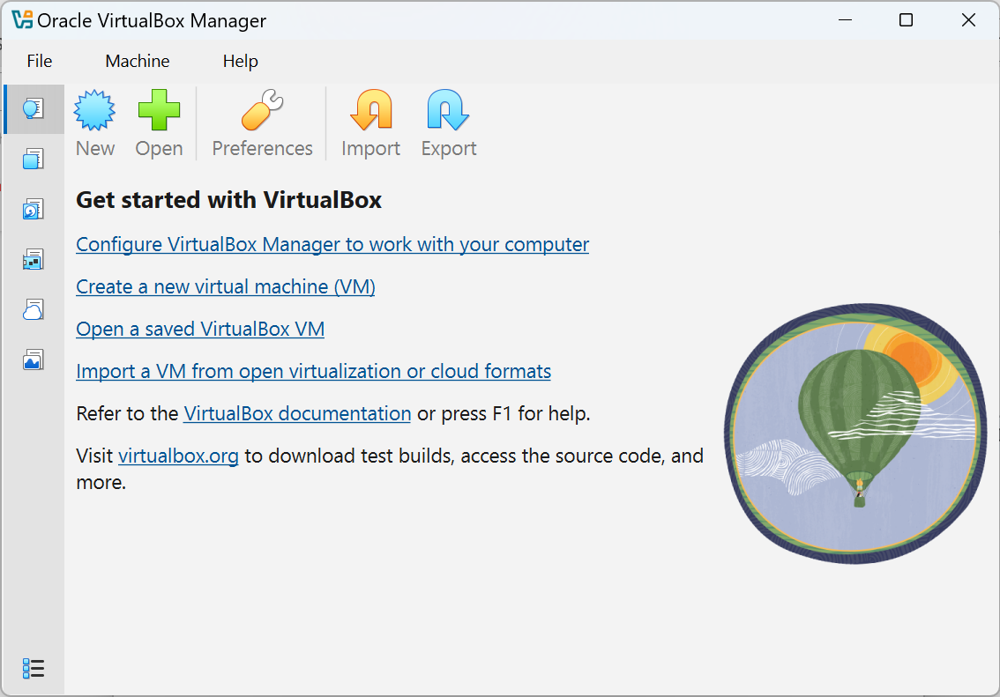 Oracle VirtualBox Manager
File Machine Help
New Open Preferences Import Export
Get started with VirtualBox
Configure VirtualBox Manager to work with your computer
Create a new virtual machine (VM)
Open a saved VirtualBox VM
Import a VM from open virtualization or cloud formats
Refer to the VirtualBox documentation or press F1 for help.
Visit virtualbox.org to download test builds, access the source code, and
more.